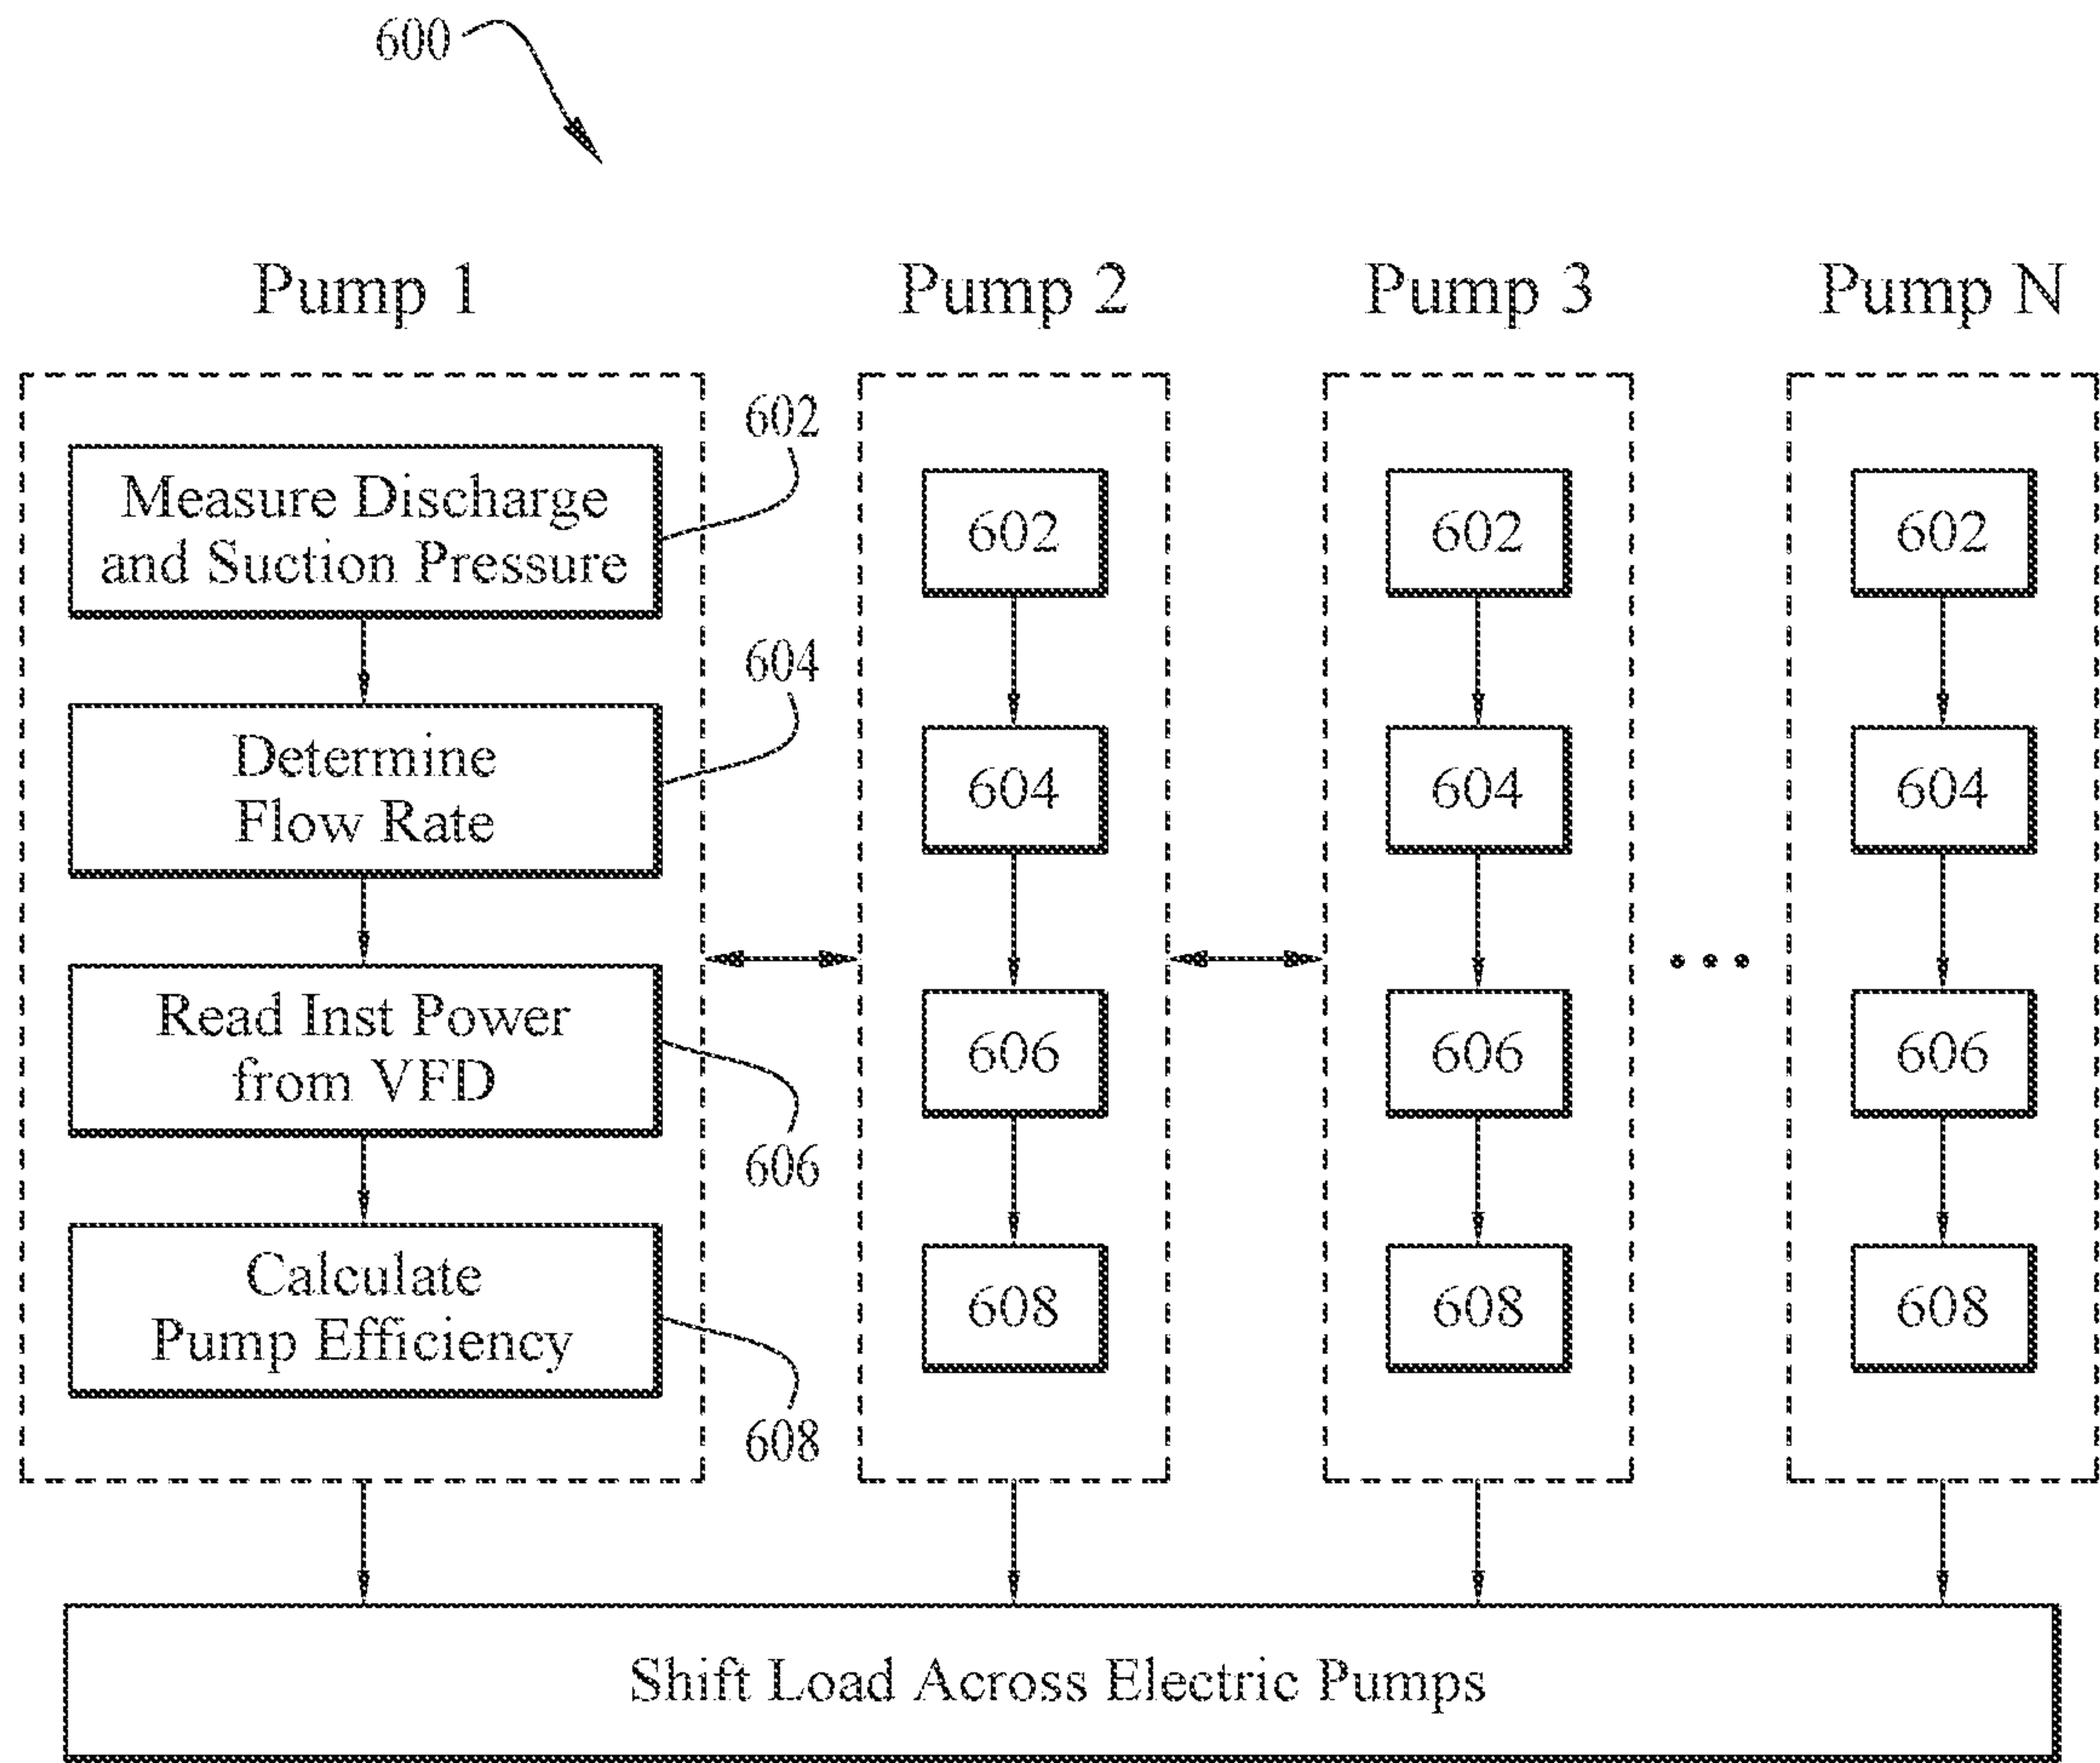 600
Pump 1
Pump 2
Pump 3
Pump N
Measure Discharge
and Suction Pressure
602
Determine
Flow Rate
604
Read Inst Power
from VFD
606
Calculate
Pump Efficiency
608
602
604
606
608
602
604
606
608
602
604
606
608
Shift Load Across Electric Pumps